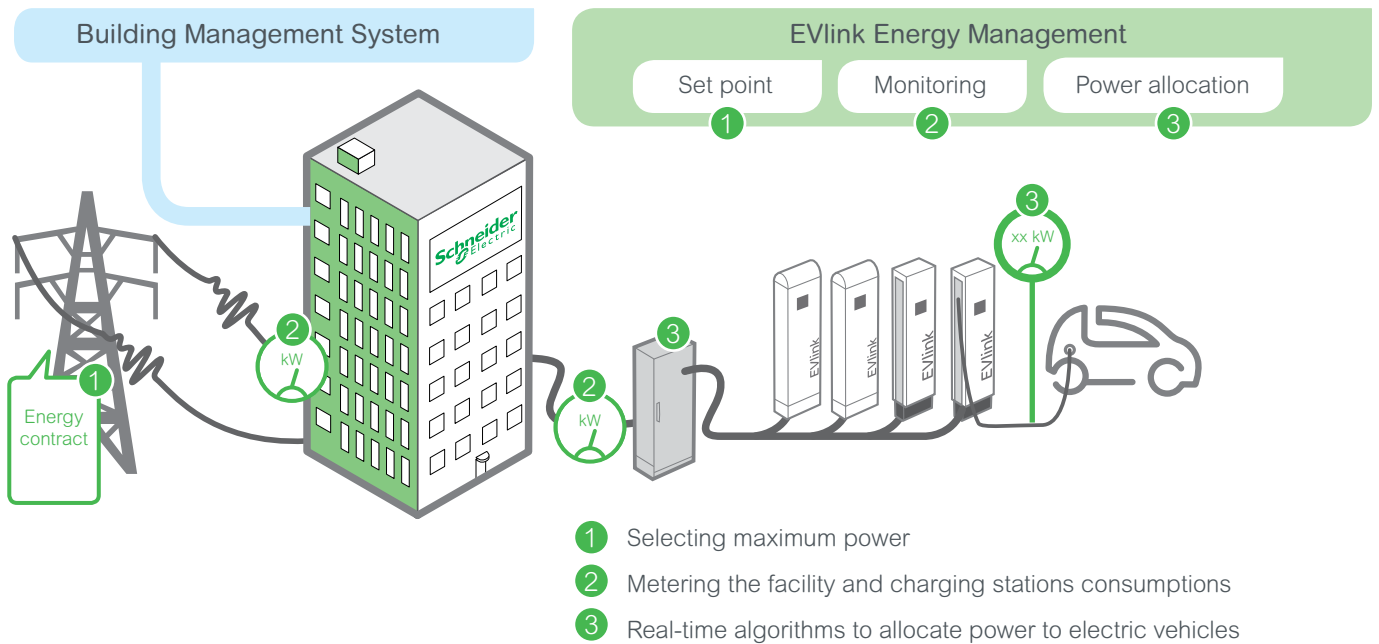 Building Management System
EVlink Energy Management
Set point
Monitoring
Power allocation
1
2
3
Schneider
Electric
3
xx kW
2
kW
1
Energy
contract
3
2
kW
EVlink
EVlink
EVlink
EVlink
1 Selecting maximum power
2 Metering the facility and charging stations consumptions
3 Real-time algorithms to allocate power to electric vehicles